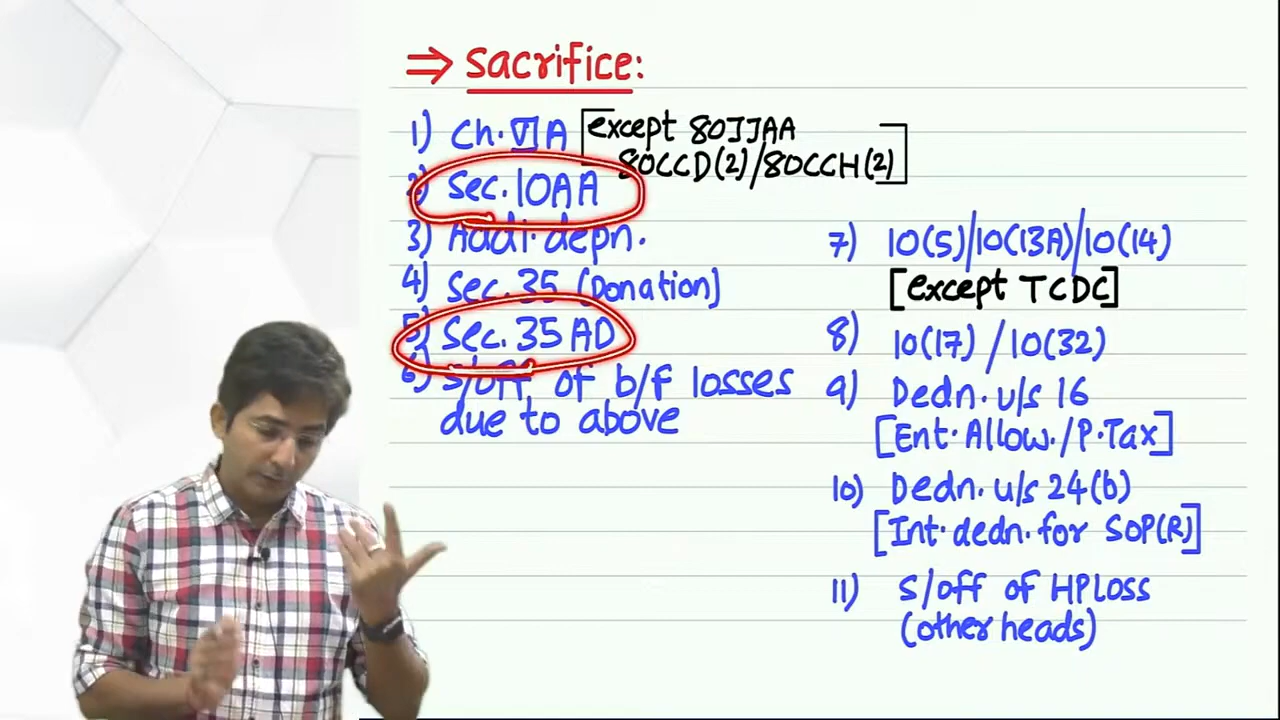 ⇒ Sacrifice:
1) Ch. VI A [except 80JJAA
80CCD(2)/80CCH(2)]
2) Sec. 10AA
3) Addl. depn.
4) Sec. 35 (Donation)
5) Sec. 35 AD
6) S/off of b/f losses
due to above
7) 10(5)/10(13A)/10(14)
[except TCDC]
8) 10(17) / 10(32)
9) Dedn. u/s 16
[Ent. Allow./P.Tax]
10) Dedn. u/s 24(b)
[Int. dedn. for SOP(R)]
11) S/off of HP Loss
(other heads)